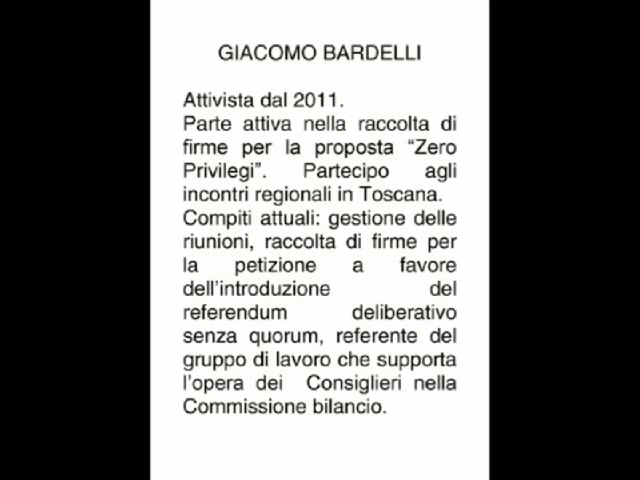 GIACOMO BARDELLI
Attivista dal 2011.
Parte attiva nella raccolta di
firme per la proposta “Zero
Privilegi”. Partecipo agli
incontri regionali in Toscana.
Compiti attuali: gestione delle
riunioni, raccolta di firme per
la petizione a favore
dell’introduzione del
referendum deliberativo
senza quorum, referente del
gruppo di lavoro che supporta
l’opera dei Consiglieri nella
Commissione bilancio.